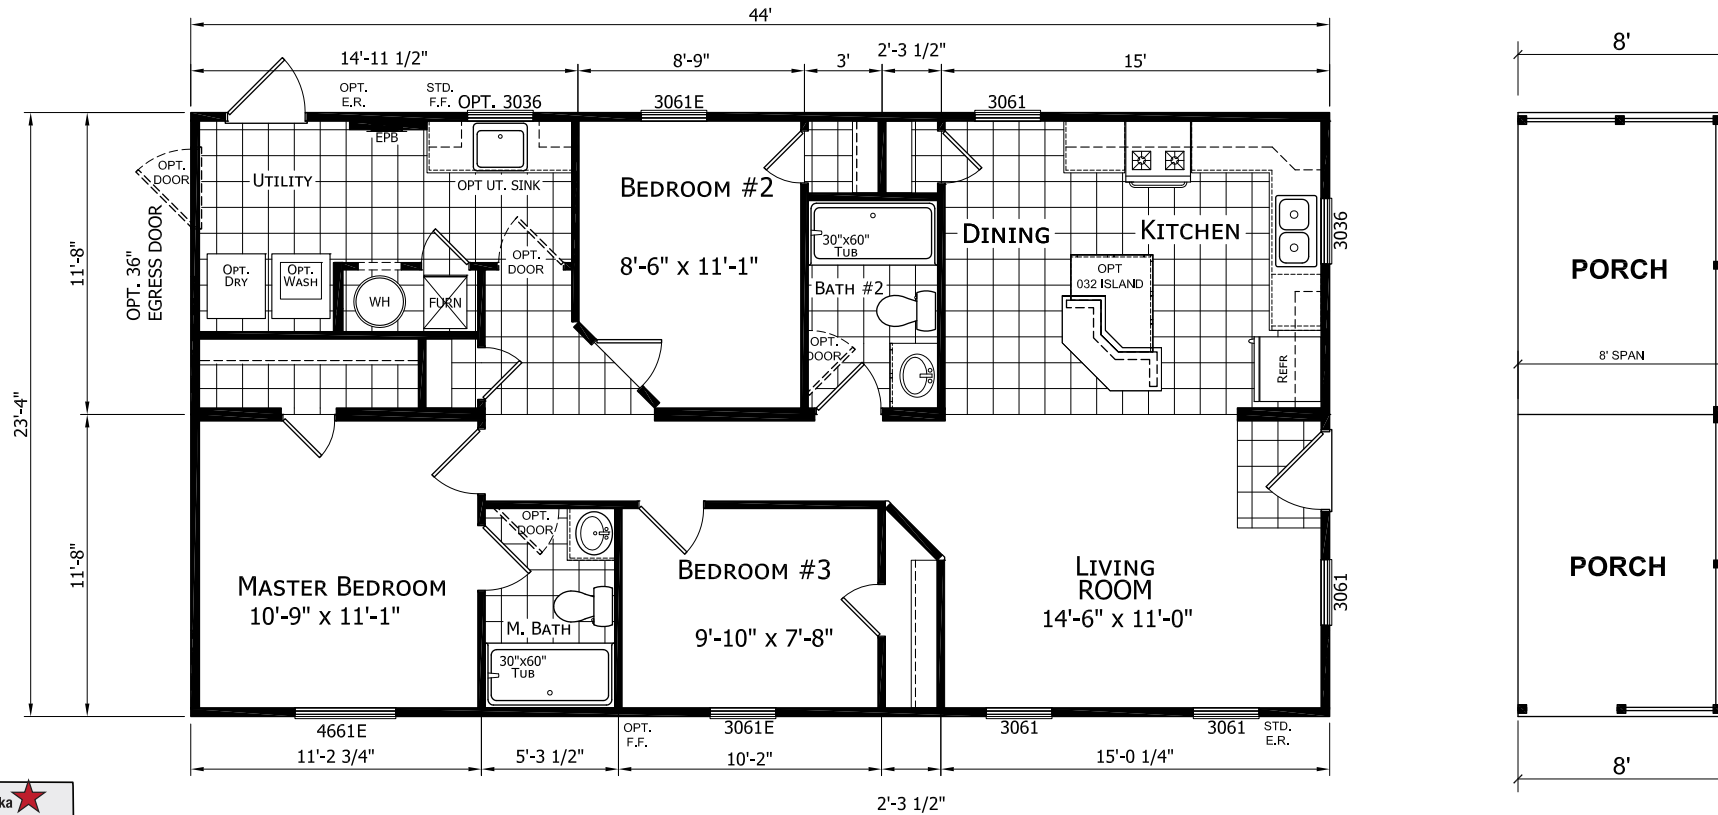 44'
8'
14'-11 1/2"
8'-9"
3'
2'-3 1/2"
15'
OPT.
E.R.
STD.
F.F.
OPT. 3036
3061E
3061
EPB
OPT.
DOOR
UTILITY
OPT UT. SINK
BEDROOM #2
8'-6" x 11'-1"
30"x60"
TUB
DINING
KITCHEN
3036
11'-8"
OPT. 36"
EGRESS DOOR
OPT.
DRY
OPT.
WASH
WH
FURN
OPT.
DOOR
BATH #2
OPT
032 ISLAND
PORCH
OPT.
DOOR
REFR
8' SPAN
23'-4"
11'-8"
OPT.
DOOR
MASTER BEDROOM
10'-9" x 11'-1"
M. BATH
30"x60"
TUB
BEDROOM #3
9'-10" x 7'-8"
LIVING
ROOM
14'-6" x 11'-0"
3061
PORCH
4661E
OPT.
F.F.
3061E
3061
3061
STD.
E.R.
11'-2 3/4"
5'-3 1/2"
10'-2"
15'-0 1/4"
8'
2'-3 1/2"
ka